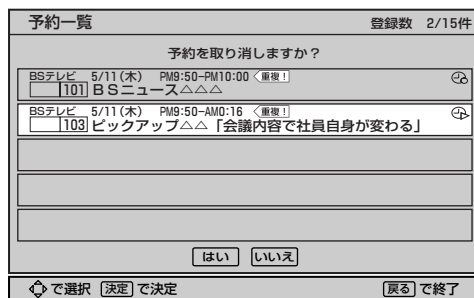 予約一覧 登録数 2/15件
予約を取り消しますか？
BSテレビ 5/11(木) PM9:50-PM10:00 重複！
101 BSニュース△△△
BSテレビ 5/11(木) PM9:50-AM0:16 重複！
103 ピックアップ△△「会議内容で社員自身が変わる」
はい いいえ
で選択 決定 で決定 戻る で終了